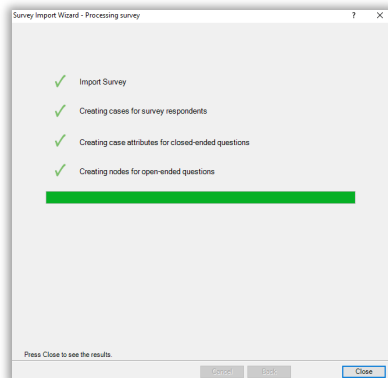 Survey Import Wizard - Processing survey
? X
Import Survey
Creating cases for survey respondents
Creating case attributes for closed-ended questions
Creating nodes for open-ended questions
Press Close to see the results.
Cancel Back Close